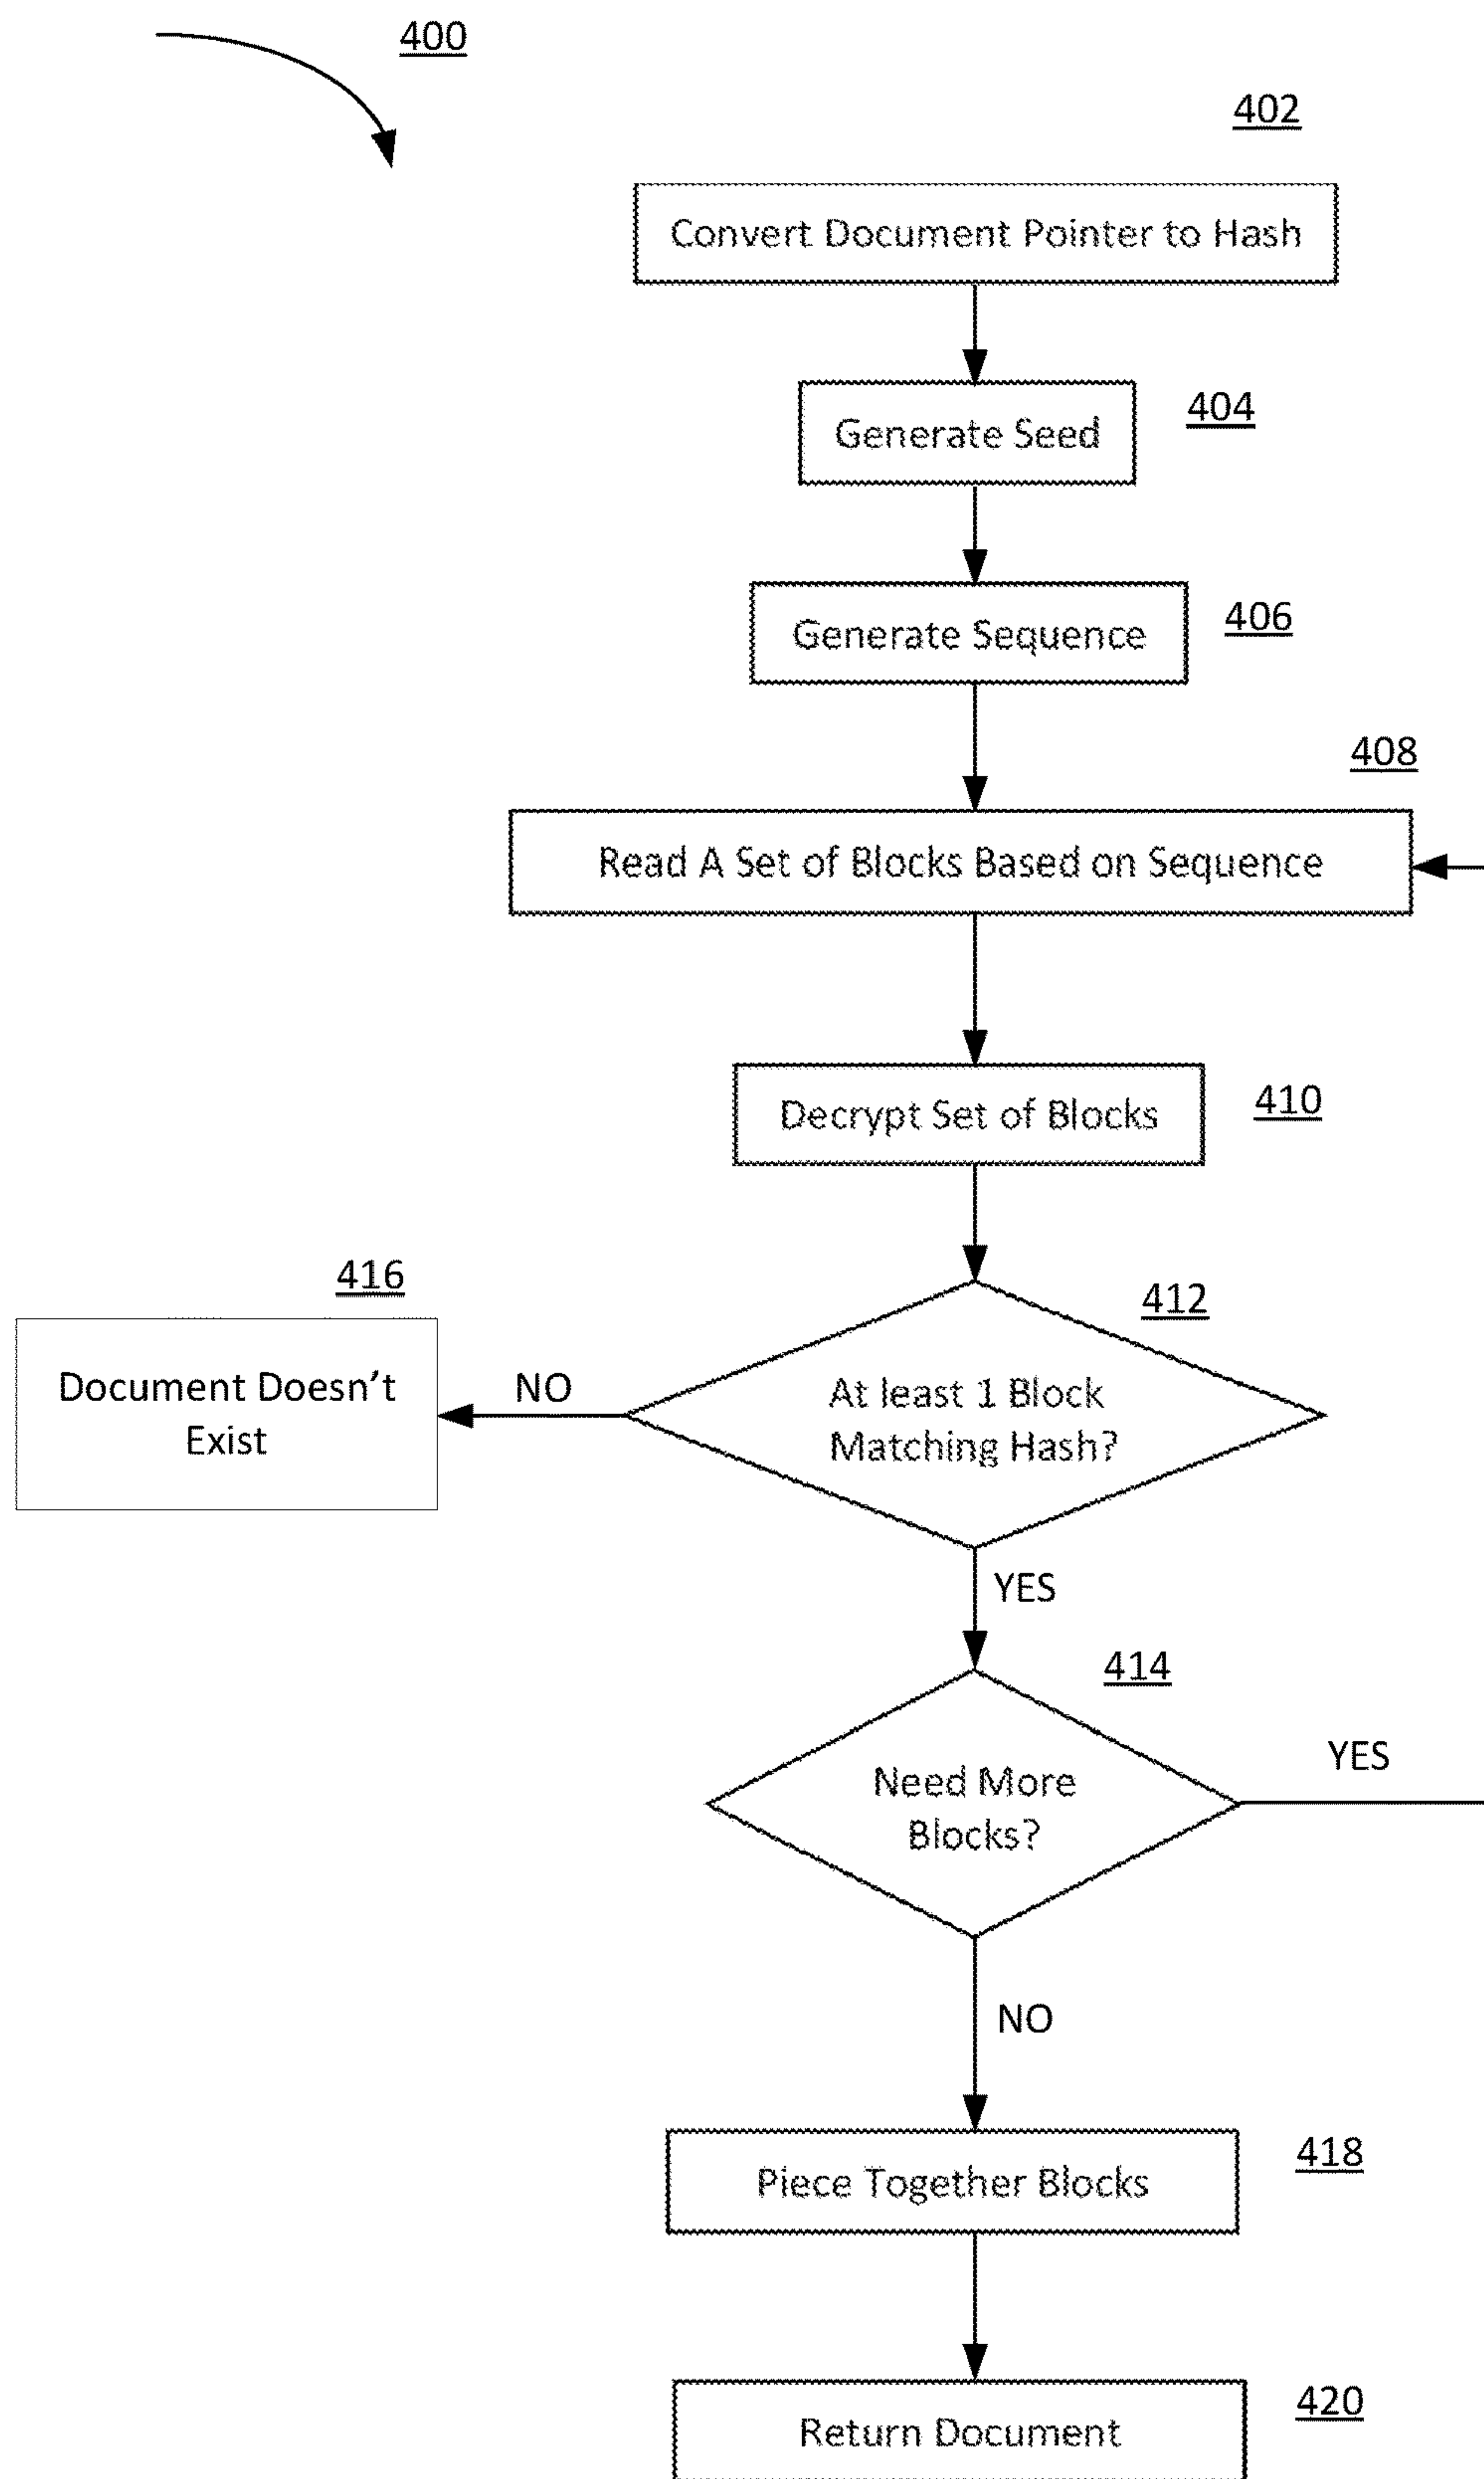 400
402
Convert Document Pointer to Hash
404
Generate Seed
406
Generate Sequence
408
Read A Set of Blocks Based on Sequence
410
Decrypt Set of Blocks
416
412
Document Doesn't
Exist
NO
At least 1 Block
Matching Hash?
YES
414
Need More
Blocks?
YES
NO
418
Piece Together Blocks
420
Return Document